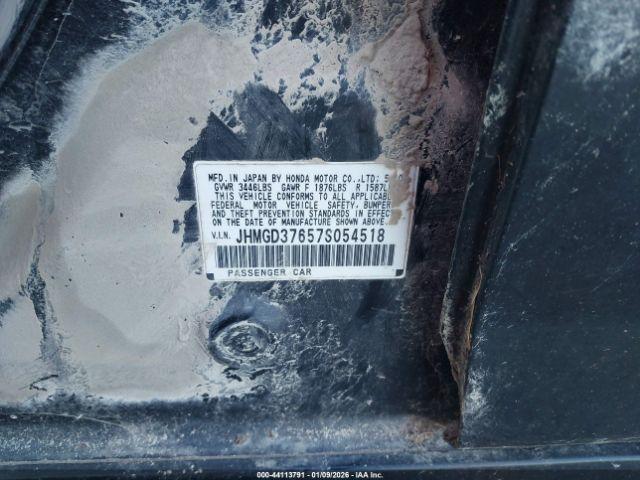 MFD. IN JAPAN BY HONDA MOTOR CO., LTD.
GVWR 3446LBS GAWR F 1876LBS R 1587LBS
THIS VEHICLE CONFORMS TO ALL APPLICABLE
FEDERAL MOTOR VEHICLE SAFETY, BUMPER
AND THEFT PREVENTION STANDARDS IN EFFECT
ON THE DATE OF MANUFACTURE SHOWN ABOVE.
V.I.N. JHMGD37657S054518
PASSENGER CAR
000-44113791 - 01/09/2026 - IAA Inc.